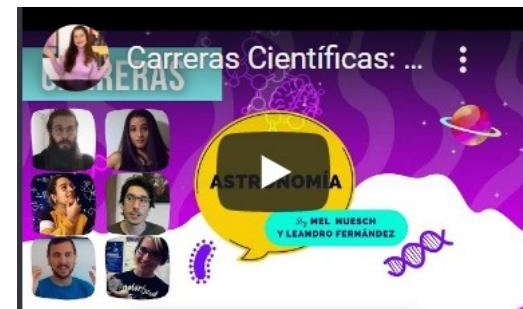 Carreras Científicas: ...
CARRERAS
ASTRONOMÍA
By MEL NUESCH
Y LEANDRO FERNÁNDEZ